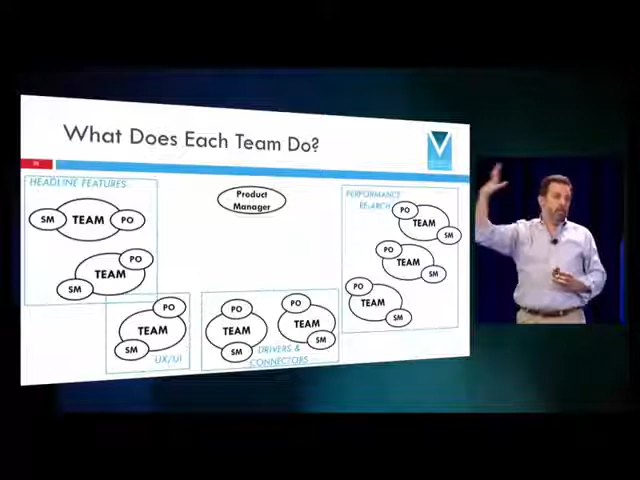 What Does Each Team Do?
HEADLINE FEATURES
SM TEAM PO
PO
TEAM
SM
PO
TEAM
SM
UX/UI
Product
Manager
PO
TEAM
SM
PO
TEAM
SM
DRIVERS &
CONNECTORS
PERFORMANCE
RE-ARCH
PO
TEAM
SM
PO
TEAM
SM
PO
TEAM
SM